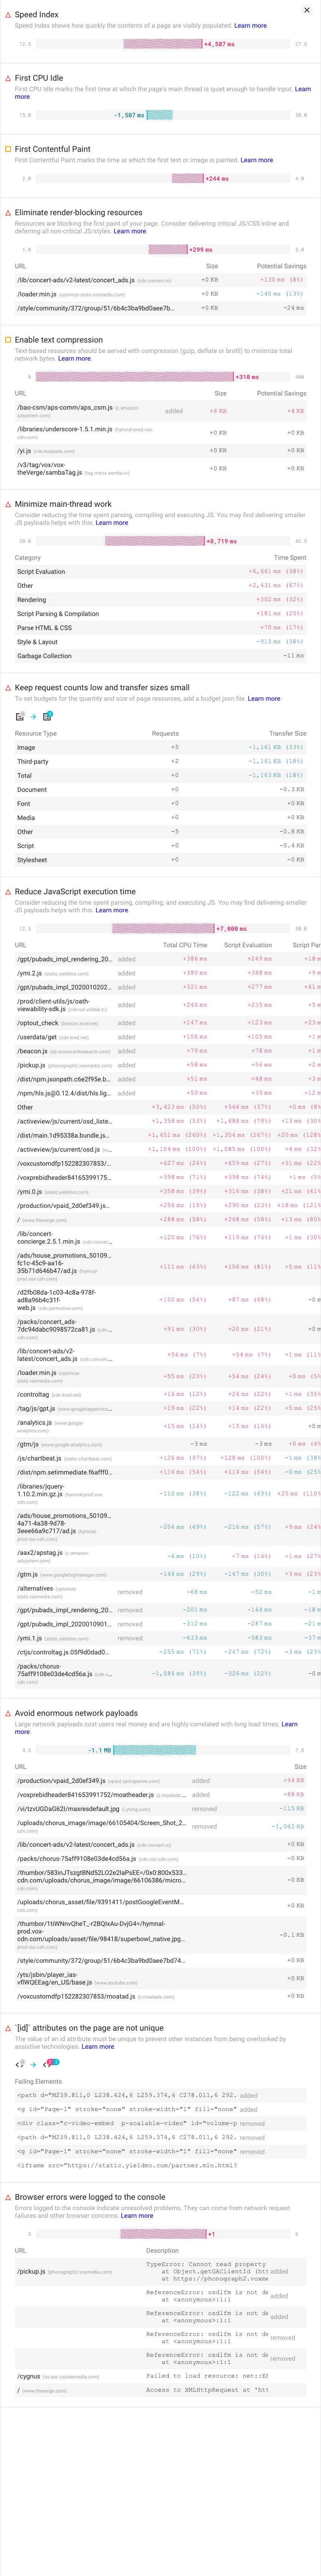 Speed Index
Speed Index shows how quickly the contents of a page are visibly populated. Learn more.
12.5 +4,587 ms 27.5
First CPU Idle
First CPU Idle marks the first time at which the page's main thread is quiet enough to handle input. Learn
more.
15.0 -1,507 ms 30.0
First Contentful Paint
First Contentful Paint marks the time at which the first text or image is painted. Learn more.
2.0 +244 ms 4.0
Eliminate render-blocking resources
Resources are blocking the first paint of your page. Consider delivering critical JS/CSS inline and
deferring all non-critical JS/styles. Learn more.
1.0 +299 ms 3.0
URL Size Potential Savings
/lib/concert-ads/v2-latest/concert_ads.js (cdn.concert.io) +0 KB +130 ms (8%)
/loader.min.js (optimize-stats.voxmedia.com) +0 KB -140 ms (13%)
/style/community/372/group/51/6b4c3ba9bd0aee7b... +0 KB -24 ms
Enable text compression
Text-based resources should be served with compression (gzip, deflate or brotli) to minimize total
network bytes. Learn more.
0 +310 ms 400
URL Size Potential Savings
/bao-csm/aps-comm/aps_csm.js (c.amazon-
adsystem.com) added +6 KB +4 KB
/libraries/underscore-1.5.1.min.js (hymnal-prod.vox-
cdn.com) +0 KB +0 KB
/yi.js +0 KB +0 KB
/v3/tag/vox/vox-
theVerge/sambaTag.js (tag.mtrcs.samba.tv) +0 KB +0 KB
Minimize main-thread work
Consider reducing the time spent parsing, compiling and executing JS. You may find delivering smaller
JS payloads helps with this. Learn more
20.0 +8,719 ms 42.5
Category Time Spent
Script Evaluation +6,661 ms (38%)
Other +2,431 ms (67%)
Rendering +302 ms (32%)
Script Parsing & Compilation +181 ms (25%)
Parse HTML & CSS +70 ms (17%)
Style & Layout -915 ms (38%)
Garbage Collection -11 ms
Keep request counts low and transfer sizes small
To set budgets for the quantity and size of page resources, add a budget.json file. Learn more.
Resource Type Requests Transfer Size
Image +5 -1,161 KB (33%)
Third-party +2 -1,161 KB (18%)
Total +0 -1,163 KB (18%)
Document +0 -0.3 KB
Font +0 +0 KB
Media +0 +0 KB
Other -5 -0.8 KB
Script +0 -0.4 KB
Stylesheet +0 -0 KB
Reduce JavaScript execution time
Consider reducing the time spent parsing, compiling, and executing JS. You may find delivering smaller
JS payloads helps with this. Learn more.
12.5 +7,000 ms 30.0
URL Total CPU Time Script Evaluation Script Par
/gpt/pubads_impl_rendering_20... added +386 ms +249 ms +18 m
/ymi.2.js (static.yieldmo.com) added +380 ms +368 ms +9 m
/gpt/pubads_impl_2020010202... added +321 ms +277 ms +41 m
/prod/client-utils/js/oath-
viewability-sdk.js (cdn-ssl.vidible.tv) added +240 ms +235 ms +5 m
/optout_check (beacon.krxd.net) added +147 ms +123 ms +23 m
/userdata/get (cdn.krxd.net) added +106 ms +105 ms +1 m
/beacon.js (sb.scorecardresearch.com) added +79 ms +78 ms +1 m
/pickup.js (phonograph2.voxmedia.com) added +58 ms +56 ms +2 m
/dist/npm.jsonpath.c6e2f95e.b... added +51 ms +48 ms +3 m
/npm/hls.js@0.12.4/dist/hls.lig... added +50 ms +39 ms +12 m
Other +3,423 ms (50%) +564 ms (37%) +0 ms (8%
/activeview/js/current/osd_liste... +1,358 ms (53%) +1,688 ms (79%) +13 ms (30%
/dist/main.1d95338a.bundle.js... +1,451 ms (260%) +1,354 ms (267%) +20 ms (128%
/activeview/js/current/osd.js +1,104 ms (100%) +1,085 ms (100%) +4 ms (32%
/voxcustomdfp152282307853/... +627 ms (24%) +659 ms (27%) +31 ms (22%
/voxprebidheader84165399175... +398 ms (71%) +398 ms (74%) +1 ms (5%
/ymi.0.js (static.yieldmo.com) +358 ms (39%) +316 ms (38%) +21 ms (41%
/production/vpaid_2d0ef349.js... +256 ms (15%) +290 ms (23%) +18 ms (121%
/ (www.theverge.com) +288 ms (58%) +268 ms (58%) +13 ms (80%
/lib/concert-
concierge.2.5.1.min.js +120 ms (76%) +119 ms (76%) +1 ms (30%
/ads/house_promotions_50109...
fc1c-45c9-aa16-
35b71d646b47/ad.js (hymnal-
prod.vox-cdn.com) +111 ms (63%) +106 ms (81%) +5 ms (11%
/d2fb08da-1c03-4c8a-978f-
ad8a96b4c31f-
web.js (cdn.permutive.com) +100 ms (54%) +87 ms (68%) -0 m
/packs/concert_ads-
7dc94dabc9098572ca81.js (cdn....
cdn.com) +91 ms (30%) +20 ms (21%) +0 m
/lib/concert-ads/v2-
latest/concert_ads.js (cdn.concert.... +56 ms (7%) +54 ms (7%) +1 ms (11%
/loader.min.js (optimize-
stats.voxmedia.com) +55 ms (23%) +54 ms (24%) +0 ms (5%
/controltag (cdn.krxd.net) +16 ms (12%) +24 ms (22%) +1 ms (35%
/tag/js/gpt.js (www.googletagservice... +19 ms (22%) +14 ms (22%) +5 ms (25%
/analytics.js (www.google-
analytics.com) +15 ms (14%) +15 ms (16%) +0 m
/gtm/js (www.google-analytics.com) -3 ms -3 ms +0 ms (6%
/js/chartbeat.js (static.chartbeat.com) +126 ms (97%) +128 ms (100%) -1 ms (38%
/dist/npm.setimmediate.f6afff0... +114 ms (54%) +114 ms (54%) -0 ms (25%
/libraries/jquery-
1.10.2.min.gz.js (hymnal-prod.vox-
cdn.com) -110 ms (38%) -122 ms (49%) +25 ms (110%
/ads/house_promotions_50109...
4a71-4a38-9d78-
3eee66a9c717/ad.js (hymnal-
prod.vox-cdn.com) -204 ms (49%) -216 ms (57%) +9 ms (24%
/aax2/apstag.js (c.amazon-
adsystem.com) -4 ms (10%) +7 ms (16%) +1 ms (27%
/gtm.js (www.googletagmanager.com) -144 ms (29%) -147 ms (30%) +3 ms (23%
/alternatives (optimize-
stats.voxmedia.com) removed -68 ms -52 ms -1 m
/gpt/pubads_impl_rendering_20... removed -201 ms -164 ms -18 m
/gpt/pubads_impl_2020010901... removed -312 ms -287 ms -21 m
/ymi.1.js (static.yieldmo.com) removed -633 ms -583 ms -37 m
/ctjs/controltag.js.05f9d0dad0... -255 ms (71%) -247 ms (72%) -3 ms (23%
/packs/chorus-
75aff9108e03de4cd56a.js (cdn.v...
cdn.com) -1,084 ms (39%) -326 ms (22%) -0 m
Avoid enormous network payloads
Large network payloads cost users real money and are highly correlated with long load times. Learn
more.
4.3 -1.1 MB 7.0
URL Size
/production/vpaid_2d0ef349.js (vpaid.springserve.com) added +94 KB
/voxprebidheader841653991752/moatheader.js (z.moatads.... added +88 KB
/vi/tzvUGDaG62I/maxresdefault.jpg (i.ytimg.com) removed -115 KB
/uploads/chorus_image/image/66105404/Screen_Shot_2...
cdn.com) removed -1,042 KB
/lib/concert-ads/v2-latest/concert_ads.js (cdn.concert.io) +0 KB
/packs/chorus-75aff9108e03de4cd56a.js (cdn.vox-cdn.com) -0 KB
/thumbor/583inJTszgtBNd52LO2e2IaPsEE=/0x0:800x533...
cdn.com/uploads/chorus_image/image/66106386/micro...
cdn.com) -0 KB
/uploads/chorus_asset/file/9391411/postGoogleEventM...
cdn.com) -0 KB
/thumbor/1tiWNnvQheT_-r2BQIxAu-DvjG4=/hymnal-
prod.vox-
cdn.com/uploads/asset/file/98418/superbowl_native.jpg...
prod.vox-cdn.com) -0.1 KB
/style/community/372/group/51/6b4c3ba9bd0aee7bd74... +0 KB
/yts/jsbin/player_ias-
vflWQEEag/en_US/base.js (www.youtube.com) +0 KB
/voxcustomdfp152282307853/moatad.js (z.moatads.com) +0 KB
`[id]` attributes on the page are not unique
The value of an id attribute must be unique to prevent other instances from being overlooked by
assistive technologies. Learn more.
Failing Elements
<path d="M239.811,0 L238.424,6 L259.374,6 C278.011,6 292. added
<g id="Page-1" stroke="none" stroke-width="1" fill="none" added
<div class="c-video-embed p-scalable-video" id="volume-p removed
<path d="M239.811,0 L238.424,6 L259.374,6 C278.011,6 292. removed
<g id="Page-1" stroke="none" stroke-width="1" fill="none" removed
<iframe src="https://static.yieldmo.com/partner.min.html?
Browser errors were logged to the console
Errors logged to the console indicate unresolved problems. They can come from network request
failures and other browser concerns. Learn more
3 +1 6
URL Description
/pickup.js (phonograph2.voxmedia.com) TypeError: Cannot read property
at Object.getGAClientId (htt
at https://phonograph2.voxme added
ReferenceError: osdlfm is not de
at <anonymous>:1:1 added
ReferenceError: osdlfm is not de
at <anonymous>:1:1 added
ReferenceError: osdlfm is not de
at <anonymous>:1:1 removed
ReferenceError: osdlfm is not de
at <anonymous>:1:1 removed
/cygnus (as-sec.casalemedia.com) Failed to load resource: net::ER
/ (www.theverge.com) Access to XMLHttpRequest at 'htt